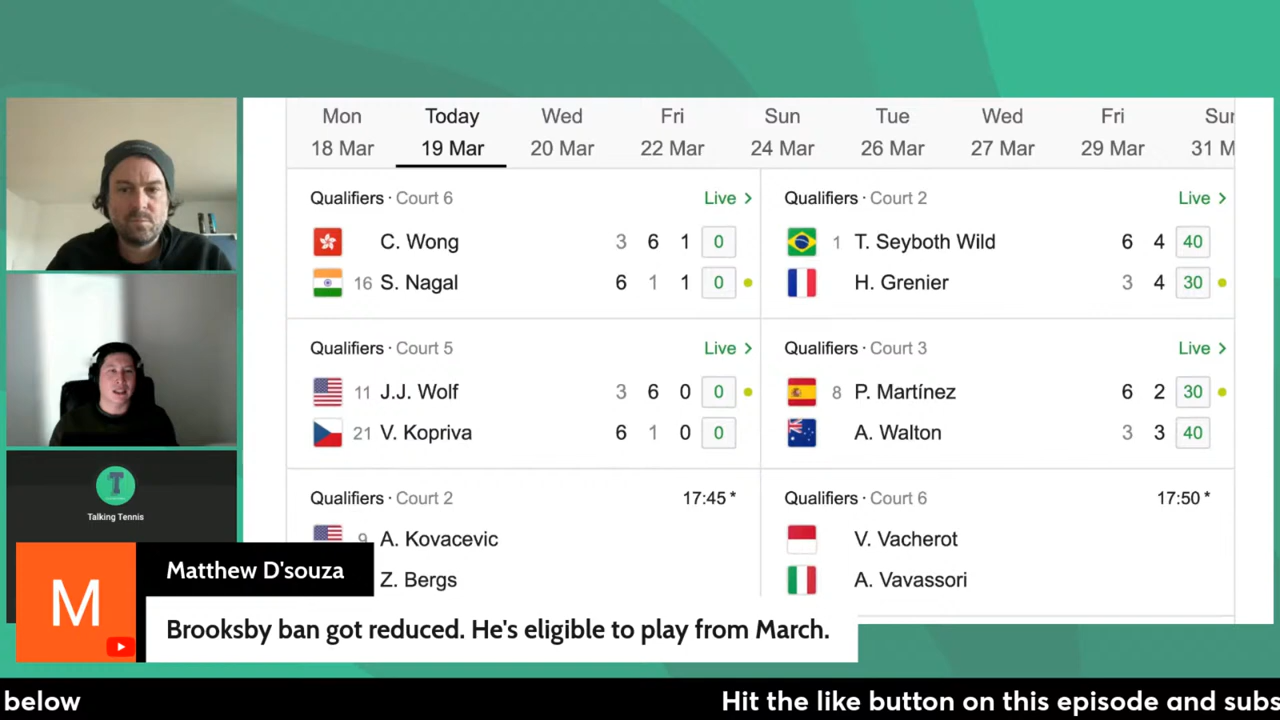 Mon Today Wed Fri Sun Tue Wed Fri Sur
18 Mar 19 Mar 20 Mar 22 Mar 24 Mar 26 Mar 27 Mar 29 Mar 31 M
Qualifiers · Court 6 Live >
C. Wong 3 6 1 0
16 S. Nagal 6 1 1 0
Qualifiers · Court 2 Live >
1 T. Seyboth Wild 6 4 40
H. Grenier 3 4 30
Qualifiers · Court 5 Live >
11 J.J. Wolf 3 6 0 0
21 V. Kopriva 6 1 0 0
Qualifiers · Court 3 Live >
8 P. Martínez 6 2 30
A. Walton 3 3 40
Qualifiers · Court 2 17:45 *
9 A. Kovacevic
Z. Bergs
Qualifiers · Court 6 17:50 *
V. Vacherot
A. Vavassori
T
Talking Tennis
M
Matthew D'souza
Brooksby ban got reduced. He's eligible to play from March.
below Hit the like button on this episode and subs